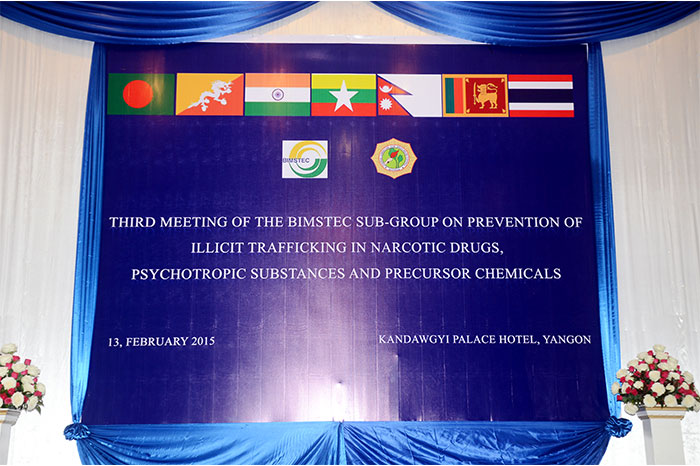 BIMSTEC
THIRD MEETING OF THE BIMSTEC SUB-GROUP ON PREVENTION OF
ILLICIT TRAFFICKING IN NARCOTIC DRUGS,
PSYCHOTROPIC SUBSTANCES AND PRECURSOR CHEMICALS
13, FEBRUARY 2015
KANDAWGYI PALACE HOTEL, YANGON